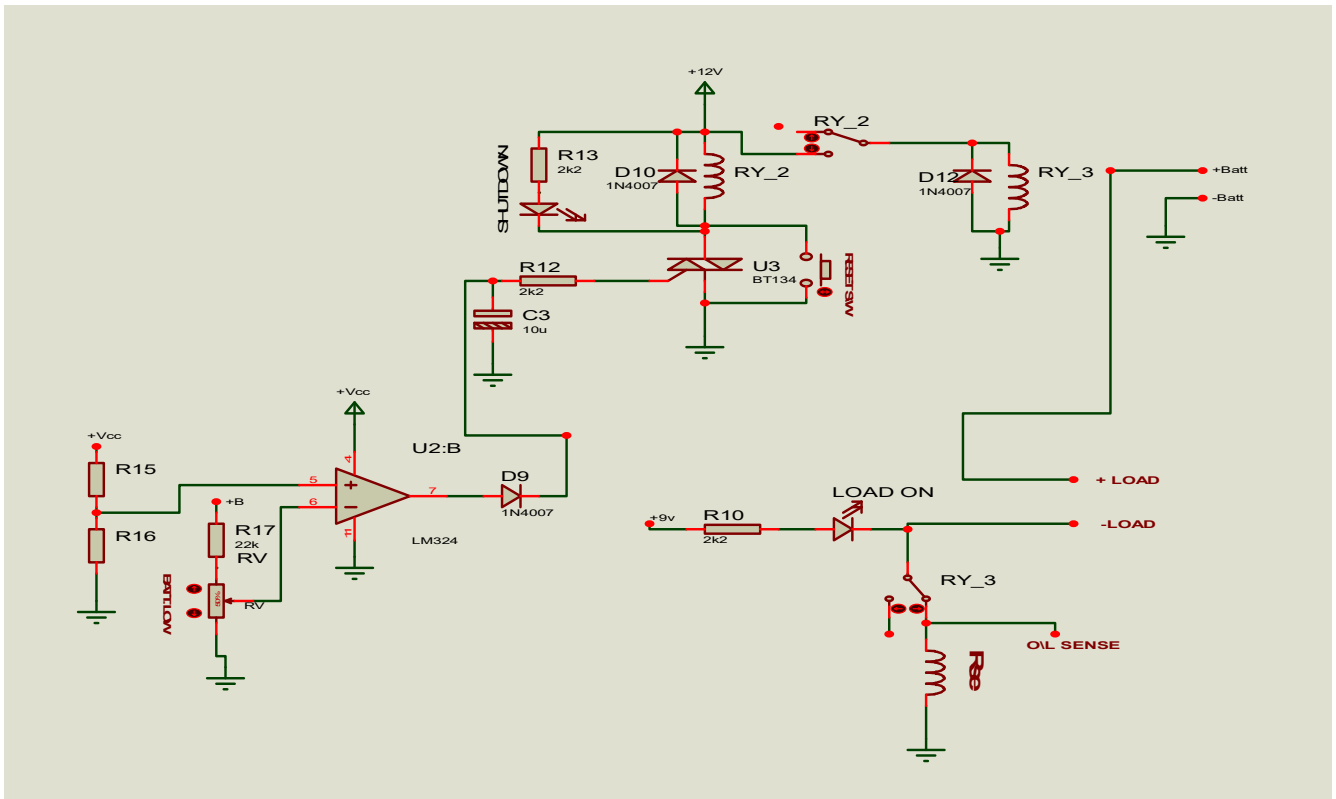 +12V
RY_2
R13
2k2
D10
1N4007
RY_2
D12
1N4007
RY_3
+Batt
-Batt
SHUTDOWN
R12
2k2
U3
BT134
RESET SW
C3
10u
+Vcc
+Vcc
U2:B
R15
5
4
+
6
−
7
11
D9
1N4007
LM324
+B
R17
22k
RV
R16
BATT LOW
50%
RV
+ LOAD
LOAD ON
+9v
R10
2k2
-LOAD
RY_3
O\L SENSE
Rsc